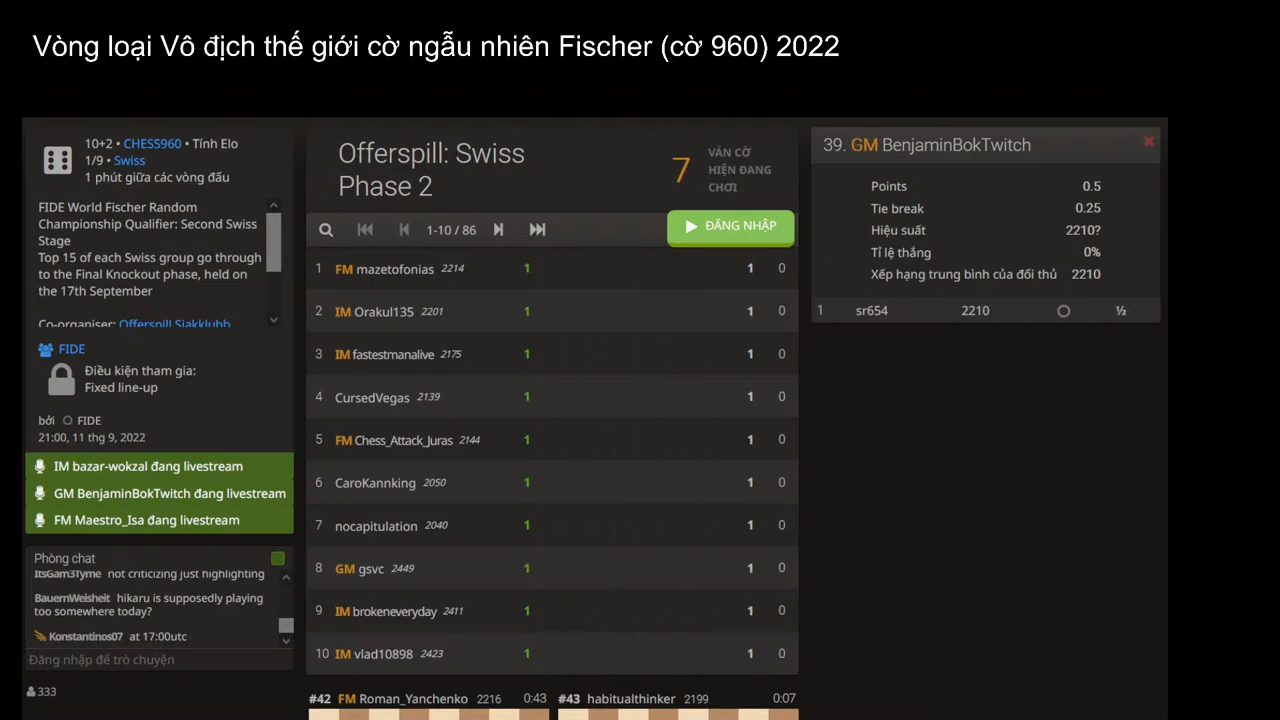 Vòng loại Vô địch thế giới cờ ngẫu nhiên Fischer (cờ 960) 2022
10+2 • CHESS960 • Tính Elo
1/9 • Swiss
1 phút giữa các vòng đấu
FIDE World Fischer Random
Championship Qualifier: Second Swiss
Stage
Top 15 of each Swiss group go through
to the Final Knockout phase, held on
the 17th September
Co-organiser: Offerspill Sjakklubb
FIDE
Điều kiện tham gia:
Fixed line-up
bởi FIDE
21:00, 11 thg 9, 2022
IM bazar-wokzal đang livestream
GM BenjaminBokTwitch đang livestream
FM Maestro_Isa đang livestream
Phòng chat
ItsGam3Tyme not criticizing just highlighting
BauernWeisheit hikaru is supposedly playing
too somewhere today?
Konstantinos07 at 17:00utc
Đăng nhập để trò chuyện
333
Offerspill: Swiss
Phase 2
7
VÁN CỜ
HIỆN ĐANG
CHƠI
1-10 / 86
ĐĂNG NHẬP
1 FM mazetofonias 2214 1 1 0
2 IM Orakul135 2201 1 1 0
3 IM fastestmanalive 2175 1 1 0
4 CursedVegas 2139 1 1 0
5 FM Chess_Attack_Juras 2144 1 1 0
6 CaroKannking 2050 1 1 0
7 nocapitulation 2040 1 1 0
8 GM gsvc 2449 1 1 0
9 IM brokeneveryday 2411 1 1 0
10 IM vlad10898 2423 1 1 0
#42 FM Roman_Yanchenko 2216 0:43
#43 habitualthinker 2199 0:07
39. GM BenjaminBokTwitch
Points 0.5
Tie break 0.25
Hiệu suất 2210?
Tỉ lệ thắng 0%
Xếp hạng trung bình của đối thủ 2210
1 sr654 2210 ½